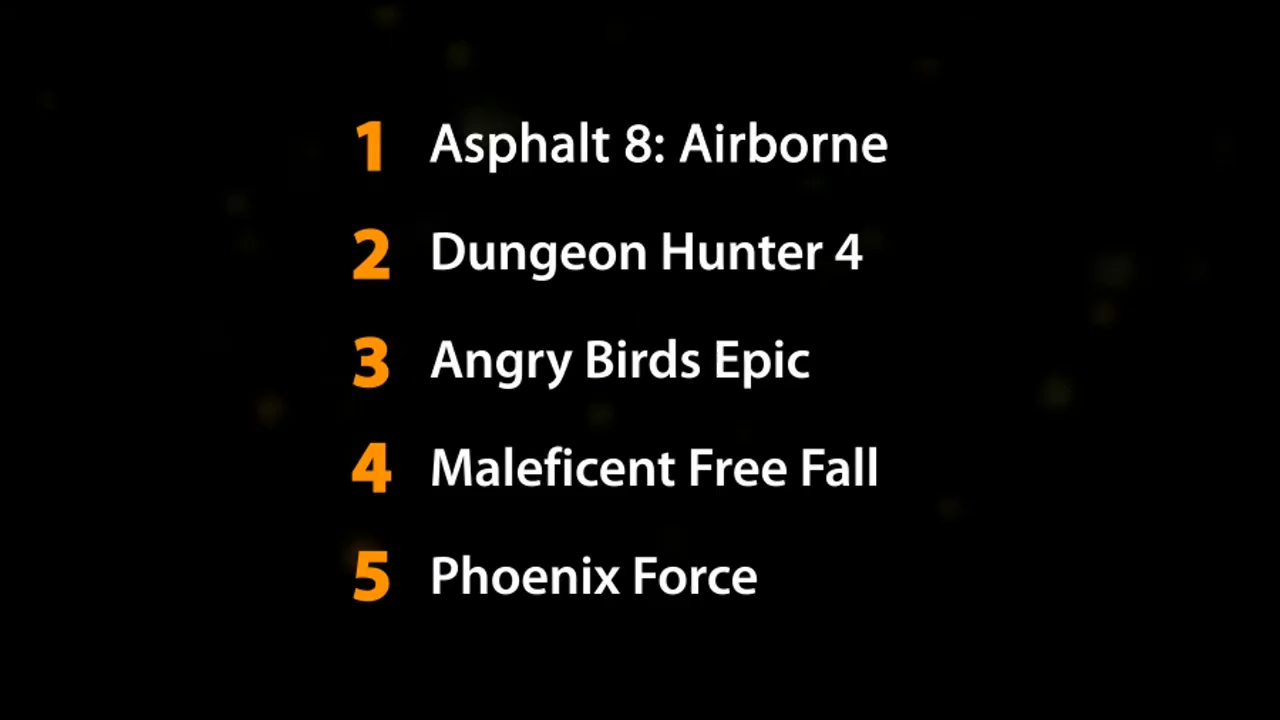 1 Asphalt 8: Airborne
2 Dungeon Hunter 4
3 Angry Birds Epic
4 Maleficent Free Fall
5 Phoenix Force